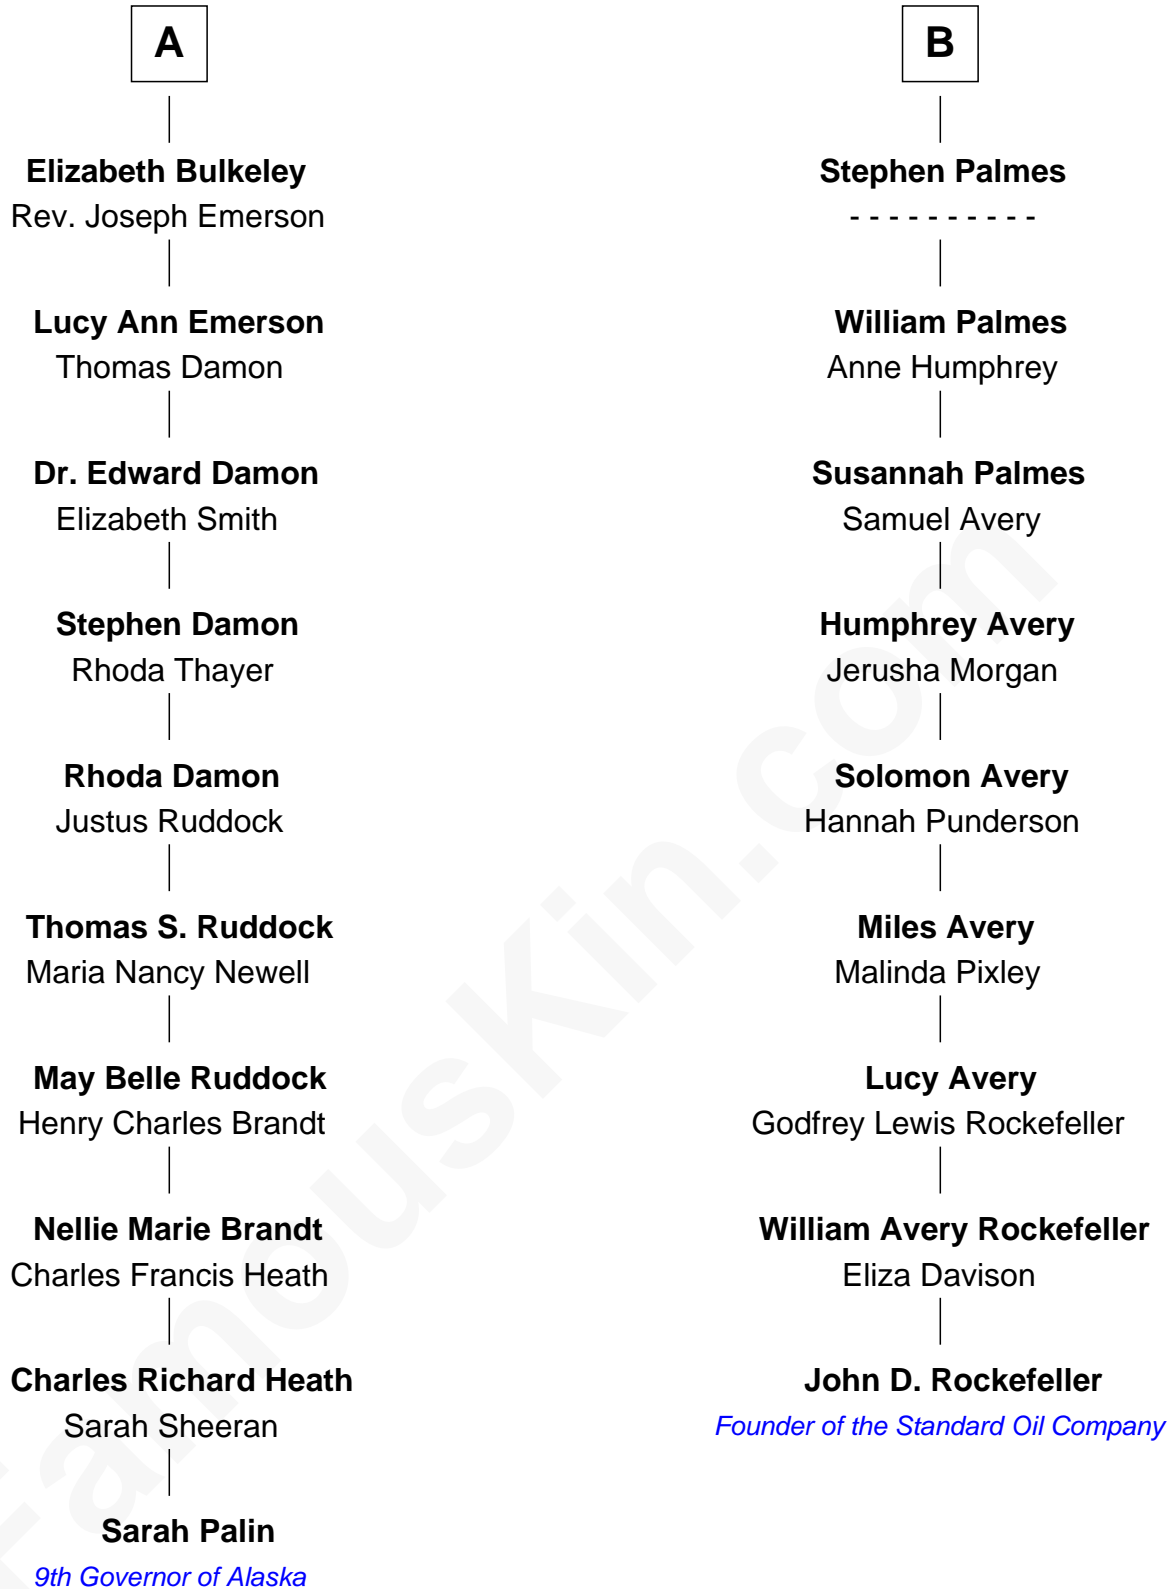 A
Elizabeth Bulkeley
Rev. Joseph Emerson
Lucy Ann Emerson
Thomas Damon
Dr. Edward Damon
Elizabeth Smith
Stephen Damon
Rhoda Thayer
Rhoda Damon
Justus Ruddock
Thomas S. Ruddock
Maria Nancy Newell
May Belle Ruddock
Henry Charles Brandt
Nellie Marie Brandt
Charles Francis Heath
Charles Richard Heath
Sarah Sheeran
Sarah Palin
9th Governor of Alaska
B
Stephen Palmes
- - - - - - - - - -
William Palmes
Anne Humphrey
Susannah Palmes
Samuel Avery
Humphrey Avery
Jerusha Morgan
Solomon Avery
Hannah Punderson
Miles Avery
Malinda Pixley
Lucy Avery
Godfrey Lewis Rockefeller
William Avery Rockefeller
Eliza Davison
John D. Rockefeller
Founder of the Standard Oil Company
FamousKin.com